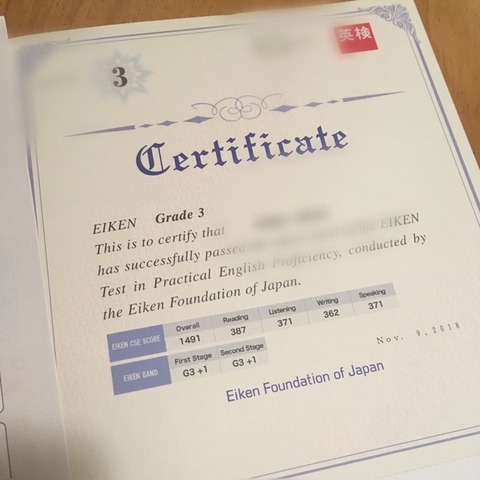 3
英検
Certificate
EIKEN Grade 3
This is to certify that
has successfully passed the EIKEN
Test in Practical English Proficiency, conducted by
the Eiken Foundation of Japan.
Overall Reading Listening Writing Speaking
EIKEN CSE SCORE 1491 387 371 362 371
First Stage Second Stage
EIKEN BAND G3 +1 G3 +1
Nov. 9, 2018
Eiken Foundation of Japan